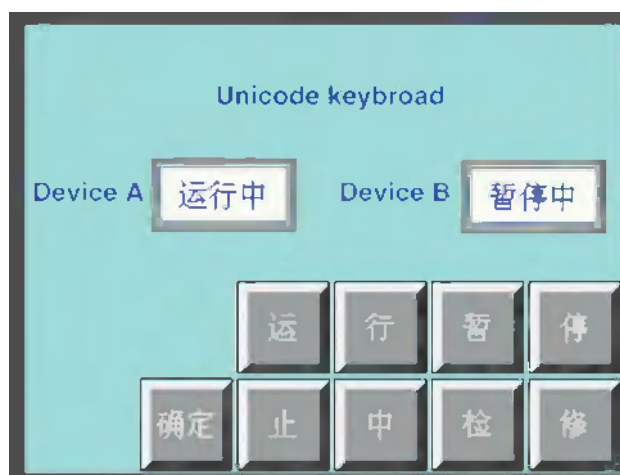 Unicode keybroad
Device A 运行中 Device B 暂停中
运 行 暂 停
确定 止 中 检 修